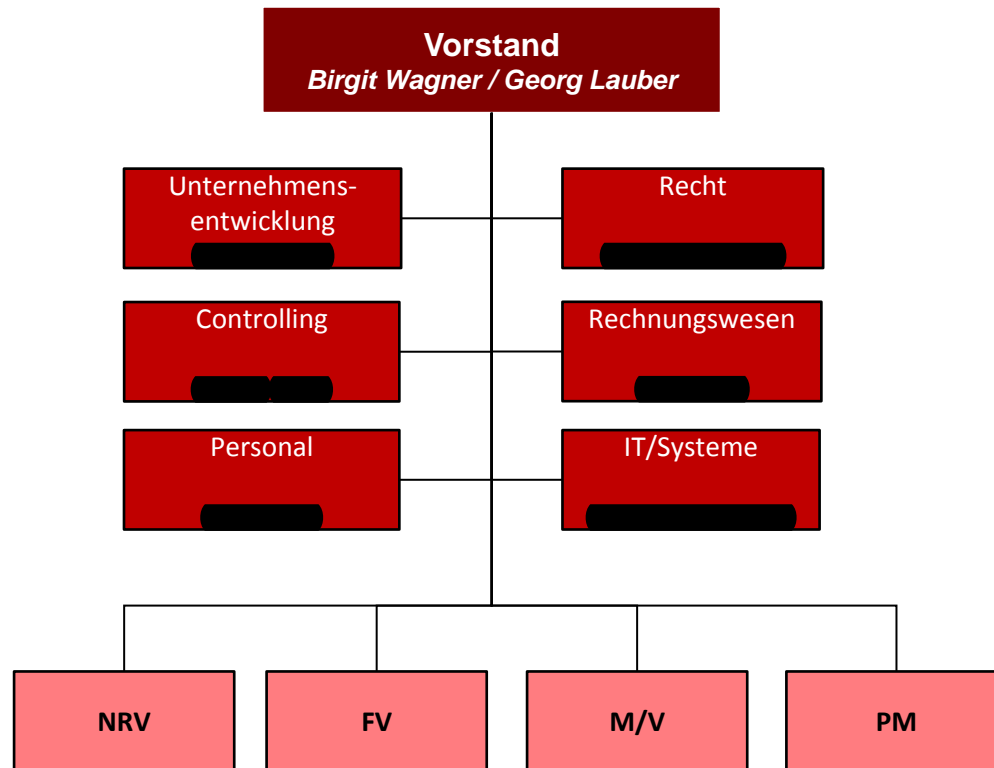 Vorstand
Birgit Wagner / Georg Lauber
Unternehmens-
entwicklung
Recht
Controlling
Rechnungswesen
Personal
IT/Systeme
NRV
FV
M/V
PM